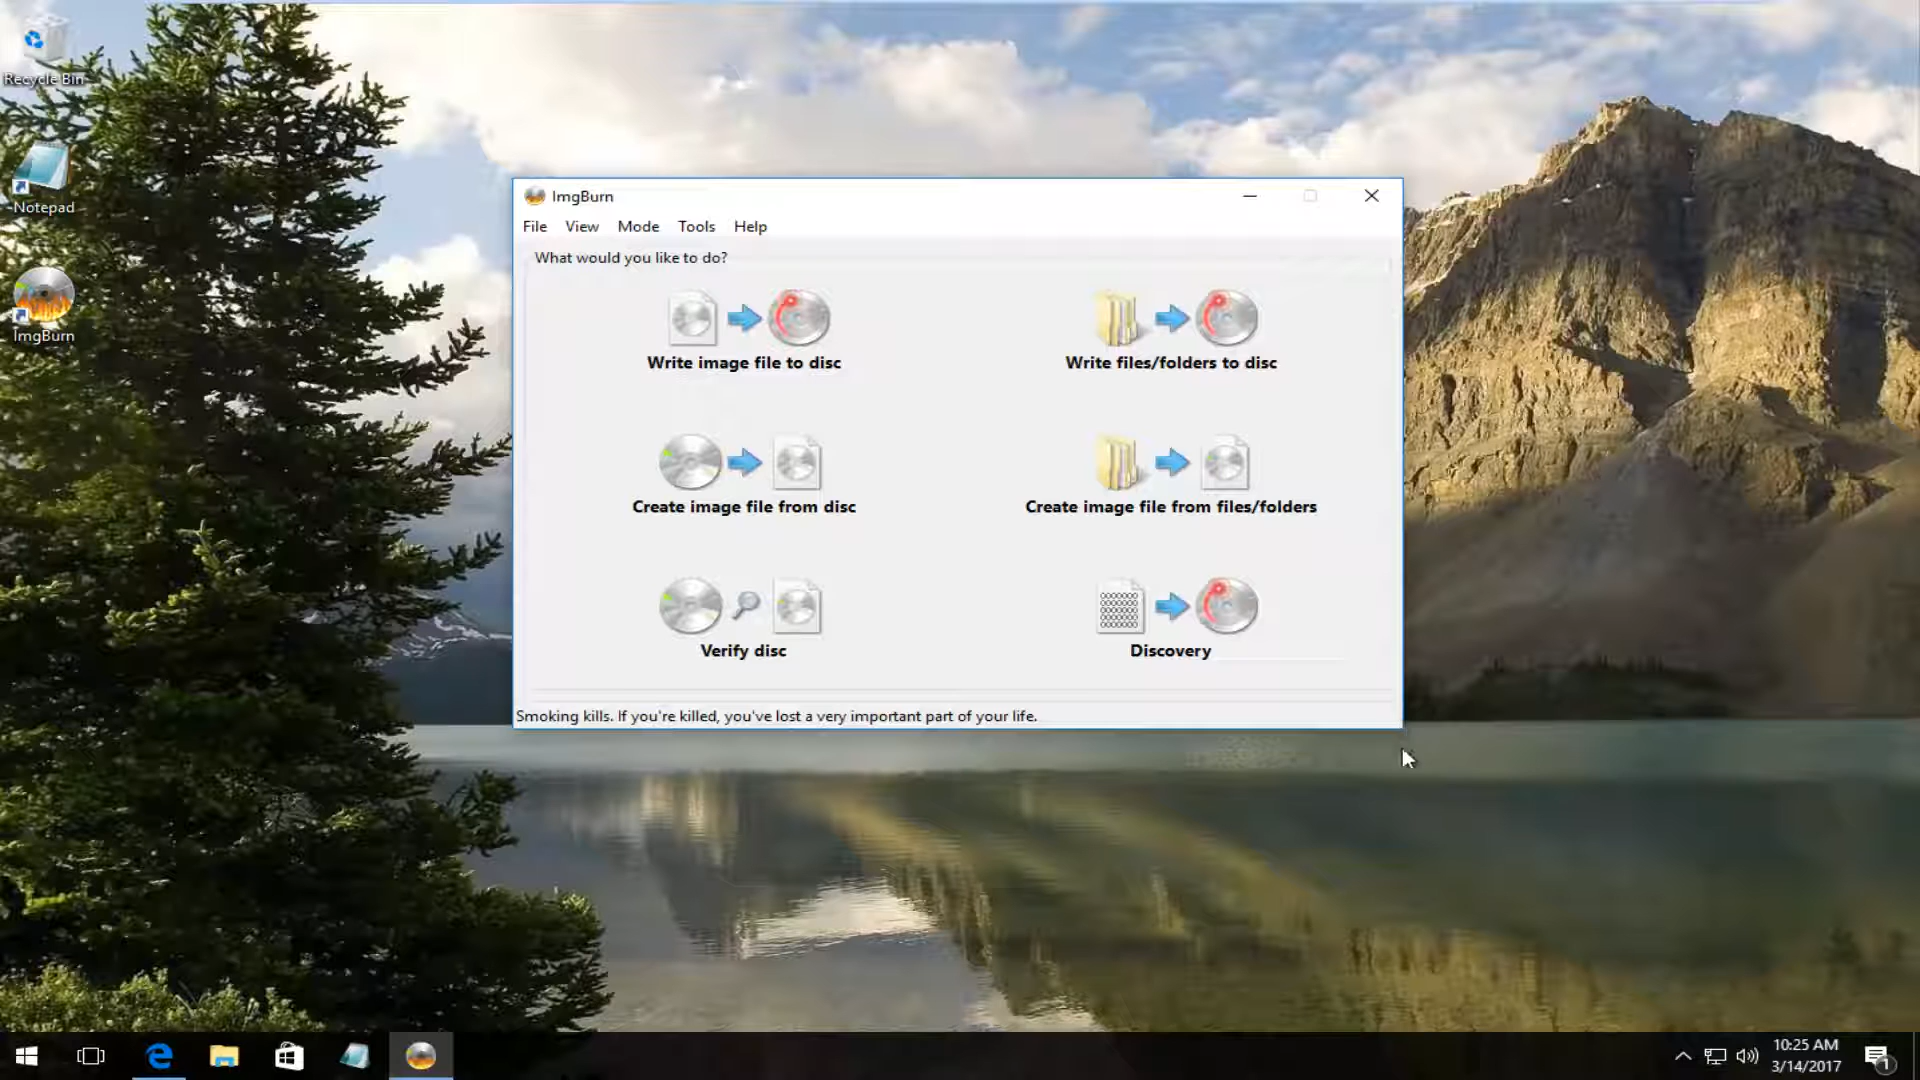 Recycle Bin
Notepad
ImgBurn
ImgBurn
File View Mode Tools Help
What would you like to do?
Write image file to disc
Write files/folders to disc
Create image file from disc
Create image file from files/folders
Verify disc
Discovery
Smoking kills. If you're killed, you've lost a very important part of your life.
10:25 AM
3/14/2017
1